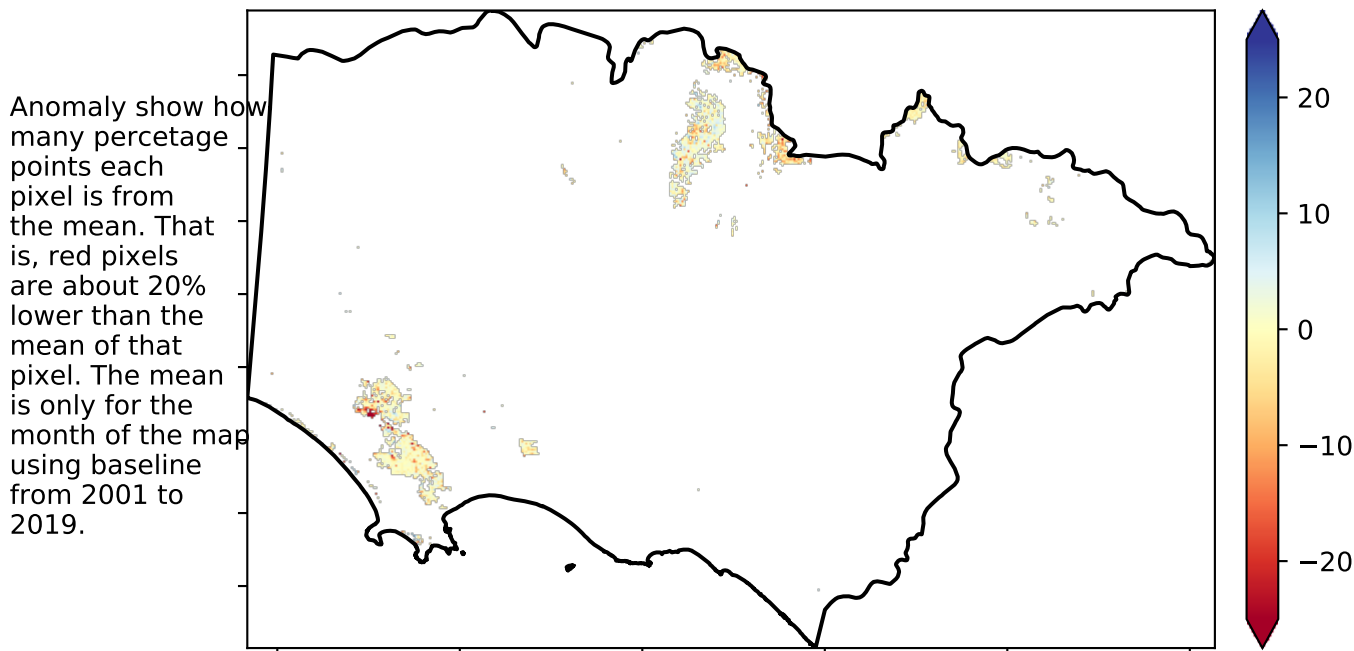 Anomaly show how
many percetage
points each
pixel is from
the mean. That
is, red pixels
are about 20%
lower than the
mean of that
pixel. The mean
is only for the
month of the map
using baseline
from 2001 to
2019.
20
10
0
−10
−20